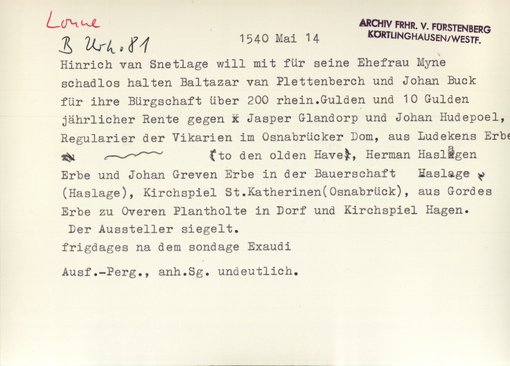 Lonne
B Urk. 81
1540 Mai 14
ARCHIV FRHR. V. FÜRSTENBERG
KÖRTLINGHAUSEN/WESTF.
Hinrich van Snetlage will mit für seine Ehefrau Myne
schadlos halten Baltazar van Plettenberch und Johan Buck
für ihre Bürgschaft über 200 rhein.Gulden und 10 Gulden
jährlicher Rente gegen Jasper Glandorp und Johan Hudepoel,
Regularier der Vikarien im Osnabrücker Dom, aus Ludekens Erbe
(to den olden Have), Herman Haslagen
Erbe und Johan Greven Erbe in der Bauerschaft Haslage
(Haslage), Kirchspiel St.Katherinen(Osnabrück), aus Gordes
Erbe zu Overen Plantholte in Dorf und Kirchspiel Hagen.
Der Aussteller siegelt.
frigdages na dem sondage Exaudi
Ausf.-Perg., anh.Sg. undeutlich.